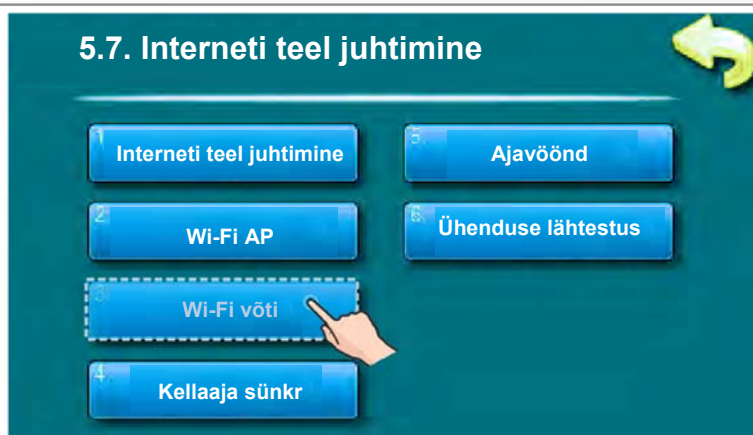 5.7. Interneti teel juhtimine
1
Interneti teel juhtimine
2
Wi-Fi AP
3.
Wi-Fi võti
4.
Kellaaja sünkr
5.
Ajavöönd
6.
Ühenduse lähtestus